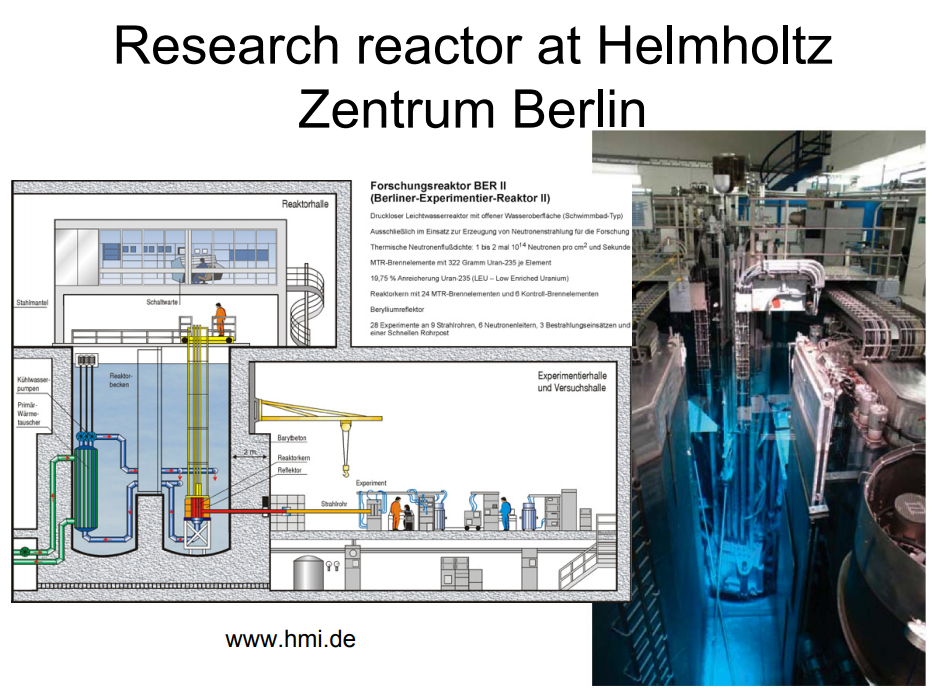 Research reactor at Helmholtz
Zentrum Berlin
Reaktorhalle
Stahlmantel
Schaltwarte
Forschungsreaktor BER II
(Berliner-Experimentier-Reaktor II)
Druckloser Leichtwasserreaktor mit offener Wasseroberfläche (Schwimmbad-Typ)
Ausschließlich im Einsatz zur Erzeugung von Neutronenstrahlung für die Forschung
Thermische Neutronenflußdichte: 1 bis 2 mal 10¹⁴ Neutronen pro cm² und Sekunde
MTR-Brennelemente mit 322 Gramm Uran-235 je Element
19,75 % Anreicherung Uran-235 (LEU – Low Enriched Uranium)
Reaktorkern mit 24 MTR-Brennelementen und 6 Kontroll-Brennelementen
Berylliumreflektor
28 Experimente an 9 Strahlrohren, 6 Neutronenleitern, 3 Bestrahlungseinsätzen und
einer Schnellen Rohrpost
Kühlwasser-
pumpen
Primär-
Wärme-
tauscher
Reaktor-
becken
Experimentierhalle
und Versuchshalle
Barytbeton
2 m
Reaktorkern
Reflektor
Experiment
Strahlrohr
www.hmi.de